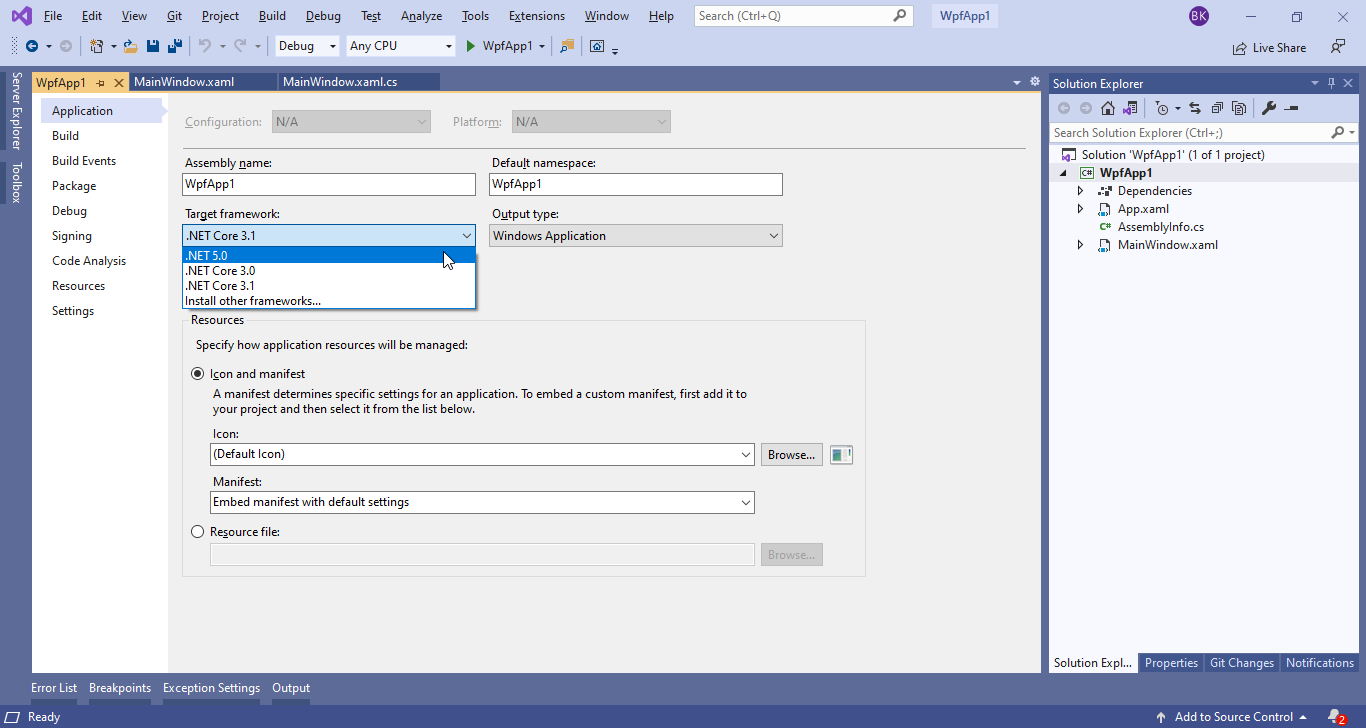 File Edit View Git Project Build Debug Test Analyze Tools Extensions Window Help Search (Ctrl+Q) WpfApp1 BK
Debug Any CPU WpfApp1 Live Share
Server Explorer
Toolbox
WpfApp1 MainWindow.xaml MainWindow.xaml.cs
Application
Build
Build Events
Package
Debug
Signing
Code Analysis
Resources
Settings
Configuration: N/A Platform: N/A
Assembly name: Default namespace:
WpfApp1 WpfApp1
Target framework: Output type:
.NET Core 3.1 Windows Application
.NET 5.0
.NET Core 3.0
.NET Core 3.1
Install other frameworks...
Resources
Specify how application resources will be managed:
Icon and manifest
A manifest determines specific settings for an application. To embed a custom manifest, first add it to
your project and then select it from the list below.
Icon:
(Default Icon) Browse...
Manifest:
Embed manifest with default settings
Resource file:
Browse...
Solution Explorer
Search Solution Explorer (Ctrl+;)
Solution 'WpfApp1' (1 of 1 project)
C# WpfApp1
Dependencies
App.xaml
C# AssemblyInfo.cs
MainWindow.xaml
Solution Expl... Properties Git Changes Notifications
Error List Breakpoints Exception Settings Output
Ready Add to Source Control 2